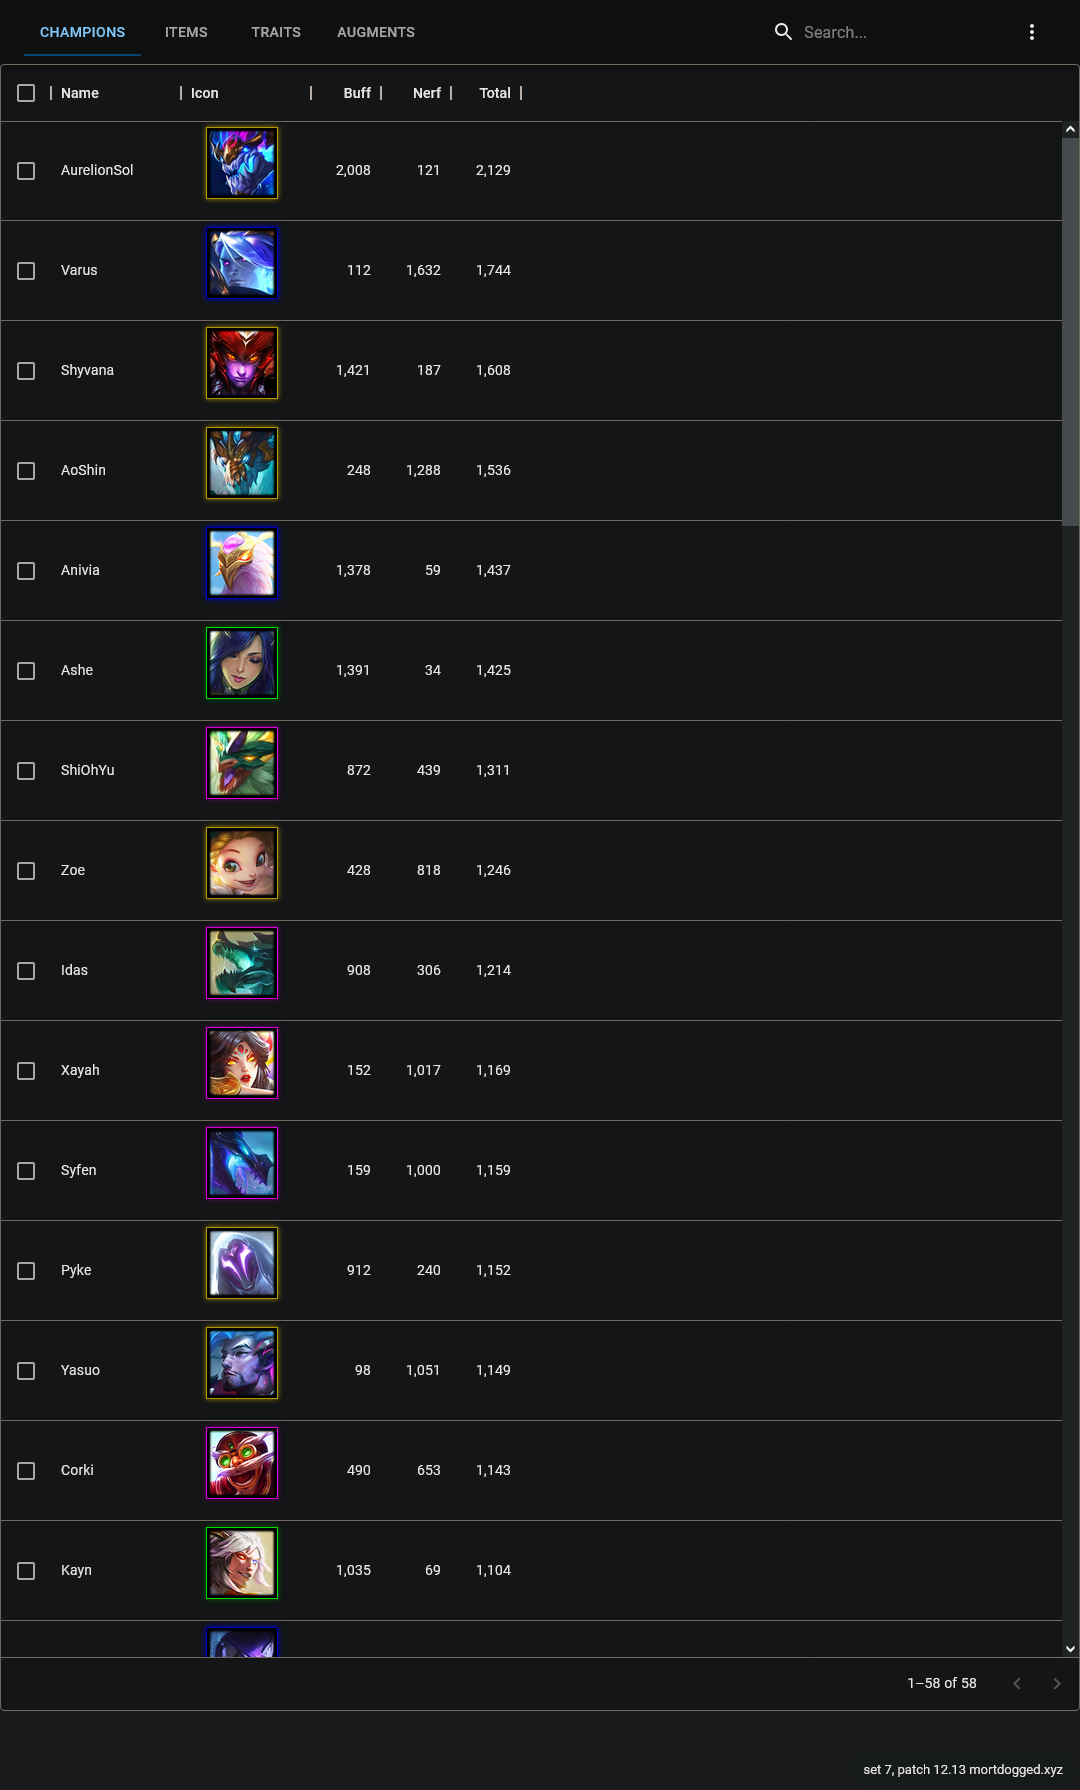 CHAMPIONS ITEMS TRAITS AUGMENTS Search...
Name Icon Buff Nerf Total
AurelionSol 2,008 121 2,129
Varus 112 1,632 1,744
Shyvana 1,421 187 1,608
AoShin 248 1,288 1,536
Anivia 1,378 59 1,437
Ashe 1,391 34 1,425
ShiOhYu 872 439 1,311
Zoe 428 818 1,246
Idas 908 306 1,214
Xayah 152 1,017 1,169
Syfen 159 1,000 1,159
Pyke 912 240 1,152
Yasuo 98 1,051 1,149
Corki 490 653 1,143
Kayn 1,035 69 1,104
1–58 of 58
set 7, patch 12.13 mortdogged.xyz